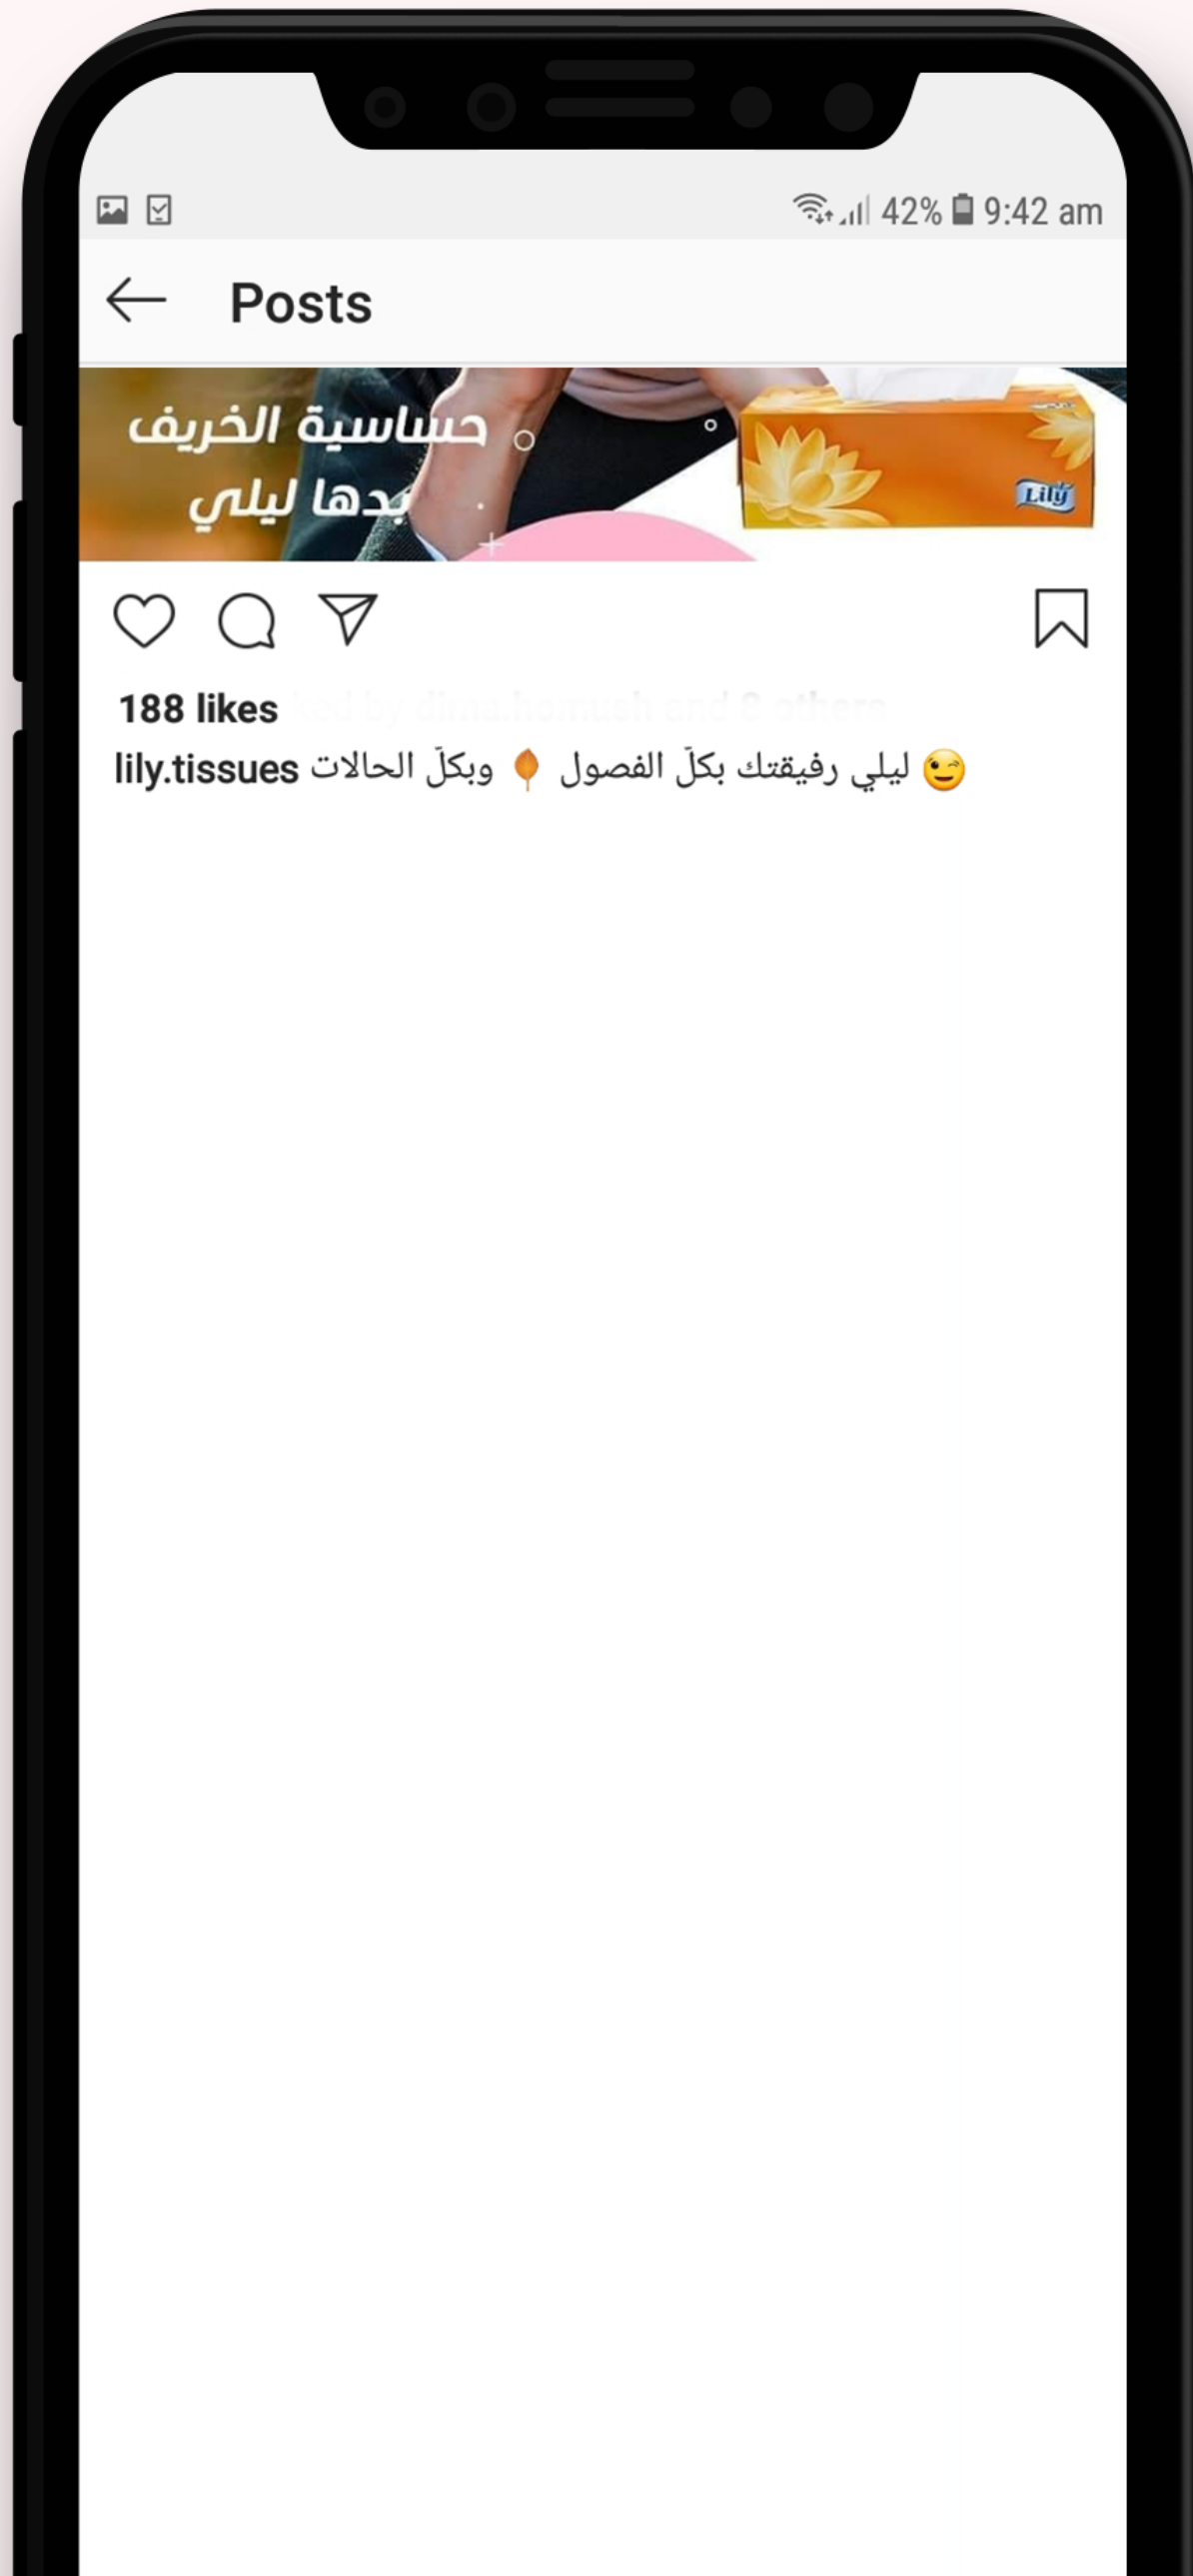 42% 9:42 am
Posts
حساسية الخريف
بدها ليلي
Lily
188 likes
lily.tissues ليلي رفيقتك بكلّ الفصول 🍂 وبكلّ الحالات 😉